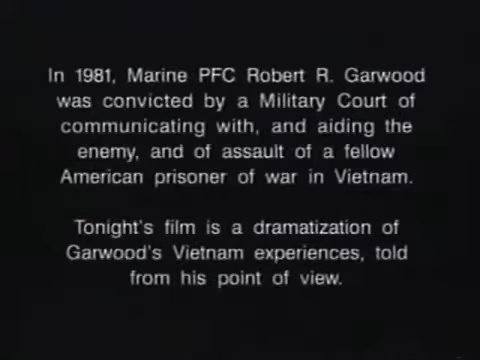 In 1981, Marine PFC Robert R. Garwood
was convicted by a Military Court of
communicating with, and aiding the
enemy, and of assault of a fellow
American prisoner of war in Vietnam.
Tonight's film is a dramatization of
Garwood's Vietnam experiences, told
from his point of view.